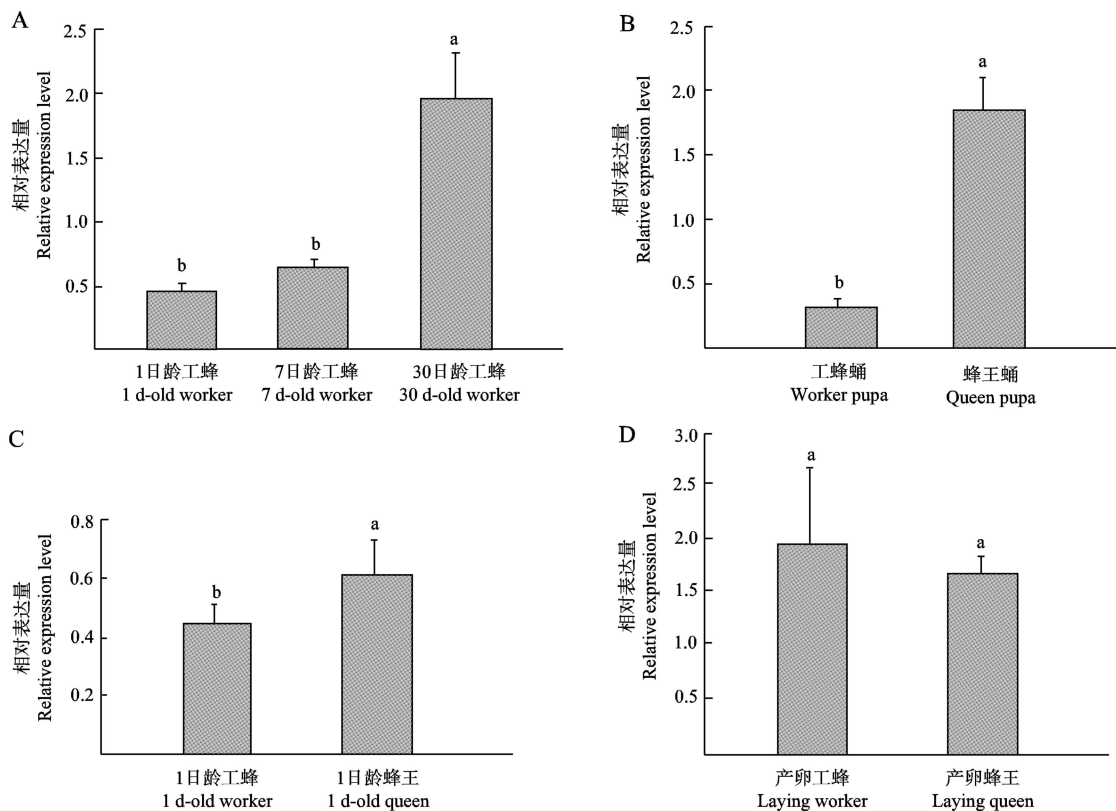 A
相对表达量
Relative expression level
2.5
2.0
1.5
1.0
0.5
b
b
a
1日龄工蜂
1 d-old worker
7日龄工蜂
7 d-old worker
30日龄工蜂
30 d-old worker
B
相对表达量
Relative expression level
2.5
2.0
1.5
1.0
0.5
b
a
工蜂蛹
Worker pupa
蜂王蛹
Queen pupa
C
相对表达量
Relative expression level
0.8
0.6
0.4
0.2
b
a
1日龄工蜂
1 d-old worker
1日龄蜂王
1 d-old queen
D
相对表达量
Relative expression level
3.0
2.5
2.0
1.5
1.0
0.5
a
a
产卵工蜂
Laying worker
产卵蜂王
Laying queen